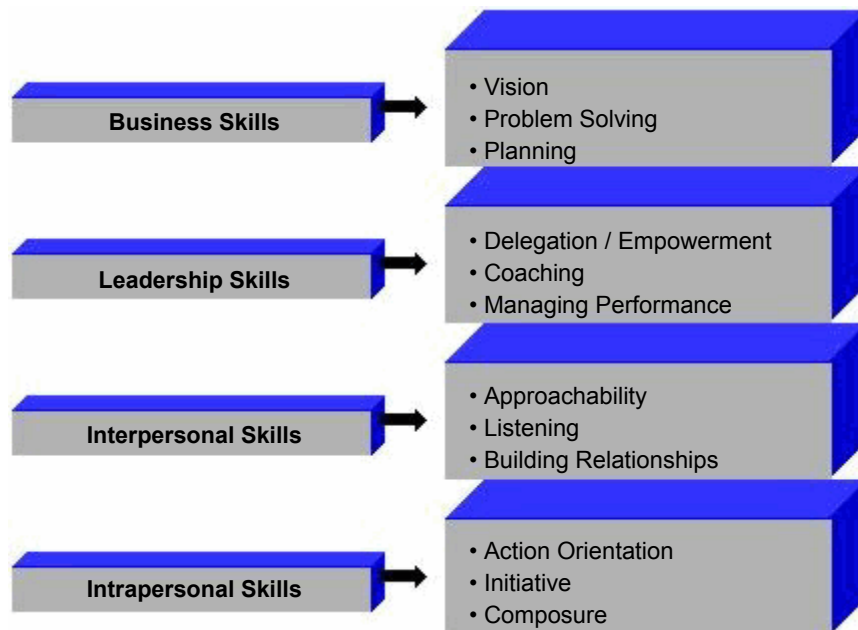 Business Skills
• Vision
• Problem Solving
• Planning
Leadership Skills
• Delegation / Empowerment
• Coaching
• Managing Performance
Interpersonal Skills
• Approachability
• Listening
• Building Relationships
Intrapersonal Skills
• Action Orientation
• Initiative
• Composure